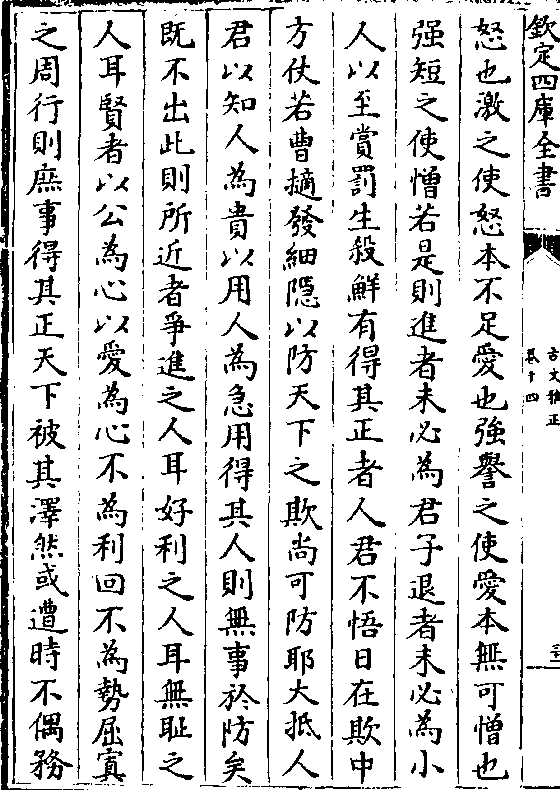 欽定四庫全書
古文雅正
卷十四
怒也激之使怒本不足愛也強譽之使愛本無可憎也
强短之使憎若是則進者未必為君子退者未必為小
人以至賞罰生殺鮮有得其正者人君不悟日在欺中
方仗若曹擿發細隱以防天下之欺尚可防耶大抵人
君以知人為貴以用人為急用得其人則無事於防矣
既不出此則所近者爭進之人耳好利之人耳無耻之
人耳賢者以公為心以愛為心不為利回不為勢屈寘
之周行則庶事得其正天下被其澤然或遭時不偶務